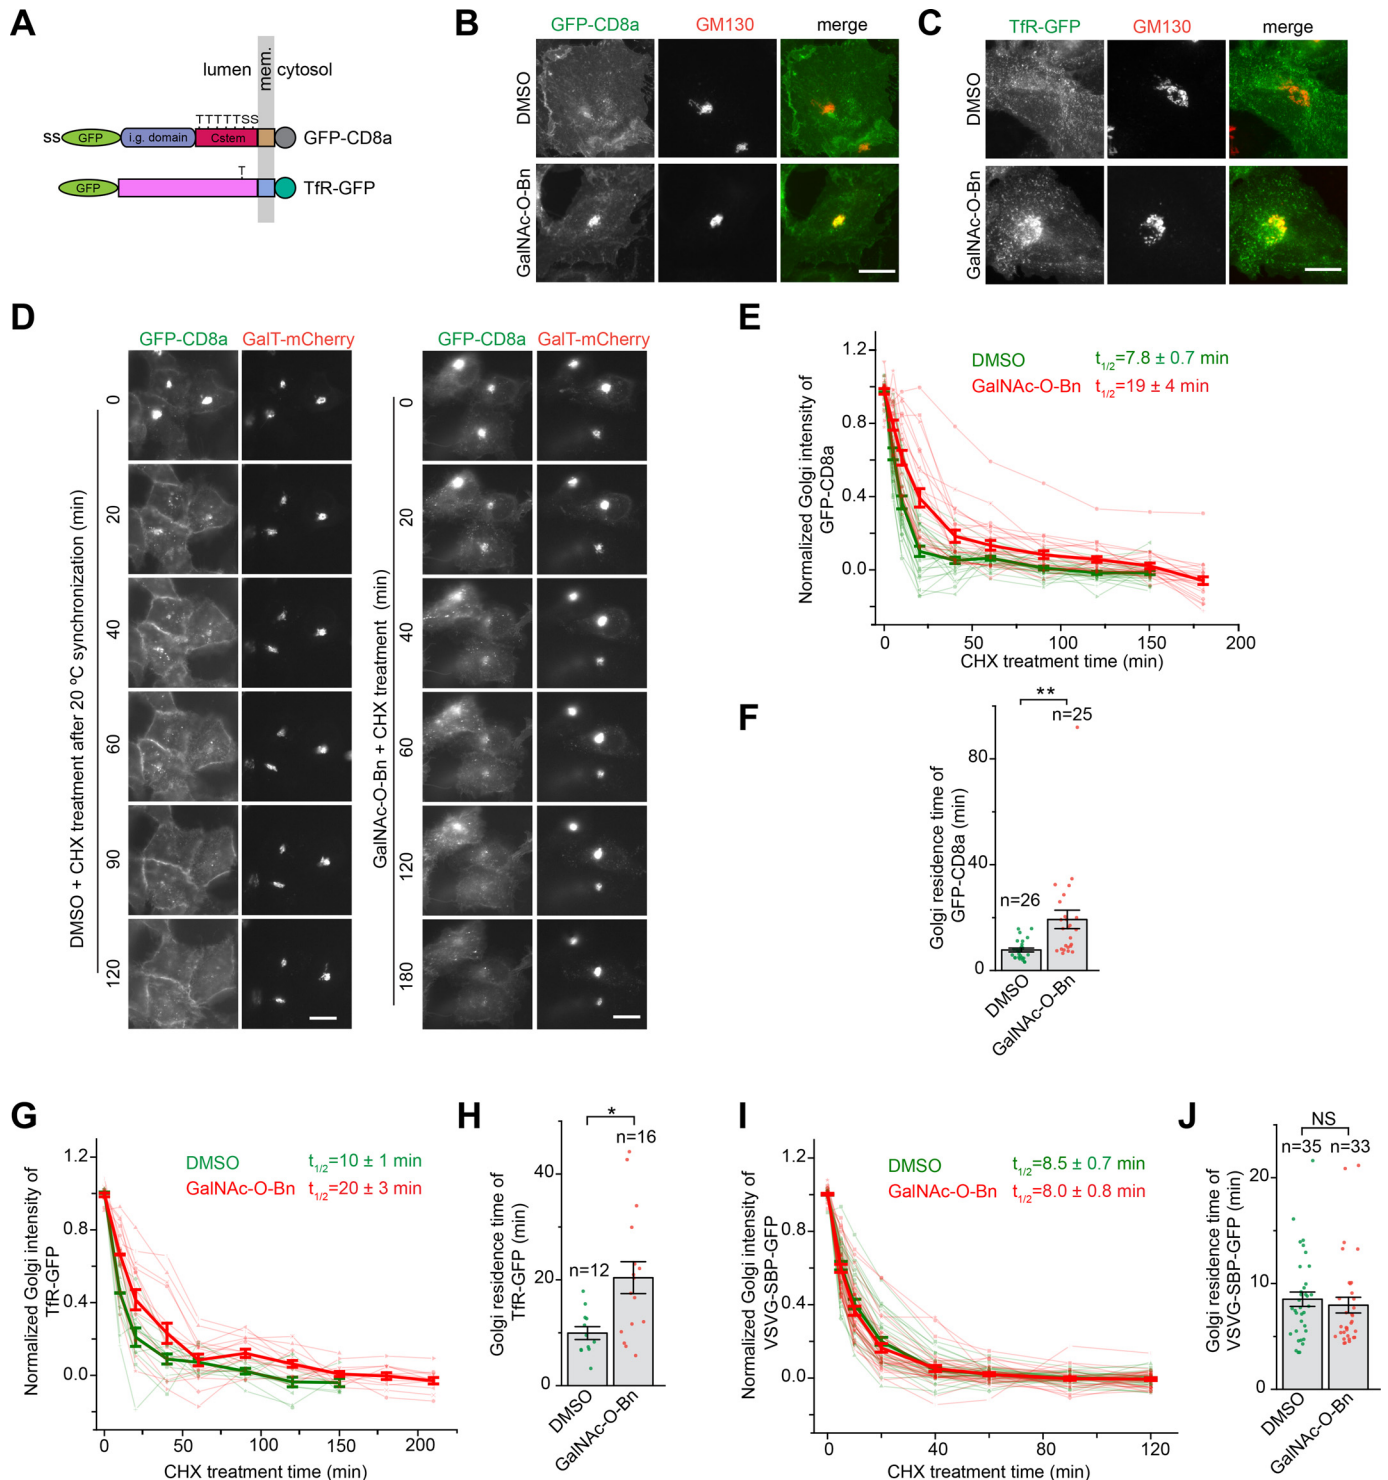 A
lumen
mem.
cytosol
TTTTTSS
ss
GFP
i.g. domain
Cstem
GFP-CD8a
T
GFP
TfR-GFP
B
GFP-CD8a
GM130
merge
DMSO
GalNAc-O-Bn
C
TfR-GFP
GM130
merge
DMSO
GalNAc-O-Bn
D
GFP-CD8a
GalT-mCherry
DMSO + CHX treatment after 20 ºC synchronization (min)
0
20
40
60
90
120
GFP-CD8a
GalT-mCherry
GalNAc-O-Bn + CHX treatment (min)
0
20
40
60
120
180
E
Normalized Golgi intensity of
GFP-CD8a
1.2
0.8
0.4
0.0
DMSO t1/2=7.8 ± 0.7 min
GalNAc-O-Bn t1/2=19 ± 4 min
0 50 100 150 200
CHX treatment time (min)
F
Golgi residence time of
GFP-CD8a (min)
80
40
0
**
n=25
n=26
DMSO
GalNAc-O-Bn
G
Normalized Golgi intensity of
TfR-GFP
1.2
0.8
0.4
0.0
DMSO t1/2=10 ± 1 min
GalNAc-O-Bn t1/2=20 ± 3 min
0 50 100 150 200
CHX treatment time (min)
H
Golgi residence time of
TfR-GFP (min)
40
20
0
*
n=16
n=12
DMSO
GalNAc-O-Bn
I
Normalized Golgi intensity of
VSVG-SBP-GFP
1.2
0.8
0.4
0.0
DMSO t1/2=8.5 ± 0.7 min
GalNAc-O-Bn t1/2=8.0 ± 0.8 min
0 40 80 120
CHX treatment time (min)
J
Golgi residence time of
VSVG-SBP-GFP (min)
20
10
0
NS
n=35 n=33
DMSO
GalNAc-O-Bn